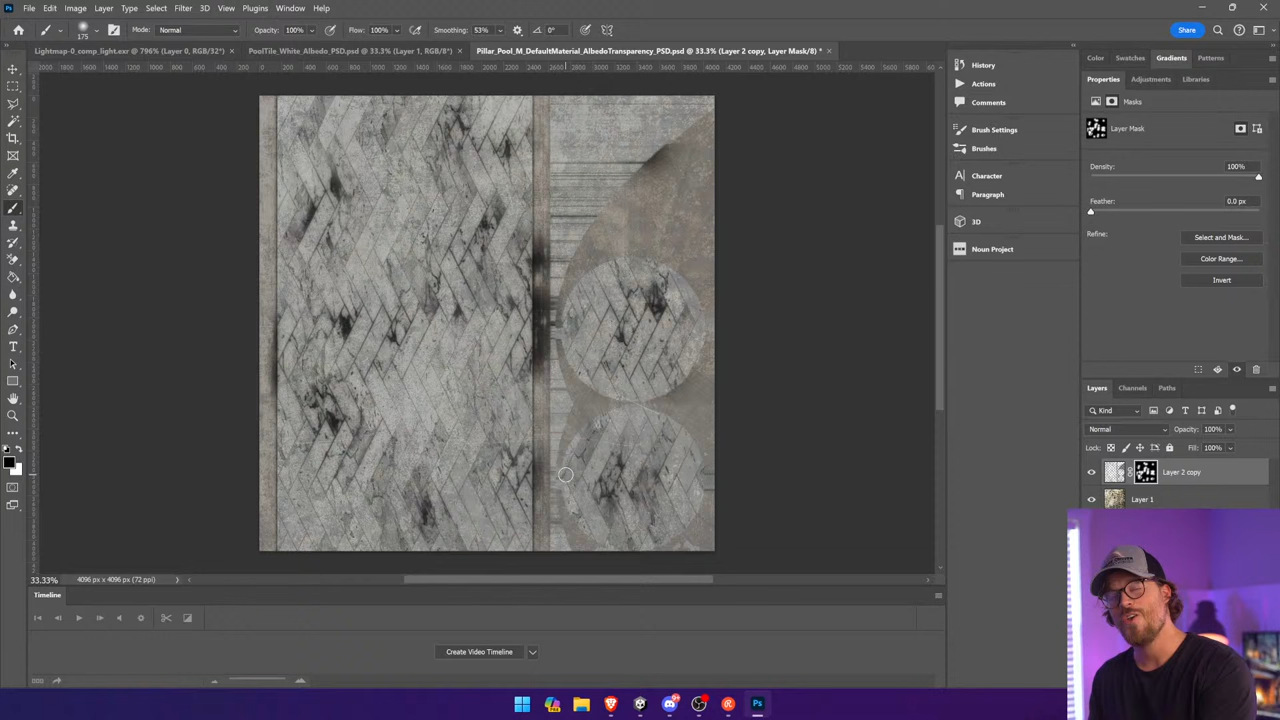 Ps File Edit Image Layer Type Select Filter 3D View Plugins Window Help
175 Mode: Normal Opacity: 100% Flow: 100% Smoothing: 53% 0° Share
Lightmap-0_comp_light.exr @ 796% (Layer 0, RGB/32*) × PoolTile_White_Albedo_PSD.psd @ 33.3% (Layer 1, RGB/8*) × Pillar_Pool_M_DefaultMaterial_AlbedoTransparency_PSD.psd @ 33.3% (Layer 2 copy, Layer Mask/8) * ×
History
Actions
Comments
Brush Settings
Brushes
Character
Paragraph
3D
Noun Project
Color Swatches Gradients Patterns
Properties Adjustments Libraries
Masks
Layer Mask
Density: 100%
Feather: 0.0 px
Refine: Select and Mask...
Color Range...
Invert
Layers Channels Paths
Kind
Normal Opacity: 100%
Lock: Fill: 100%
Layer 2 copy
Layer 1
33.33% 4096 px x 4096 px (72 ppi)
Timeline
Create Video Timeline